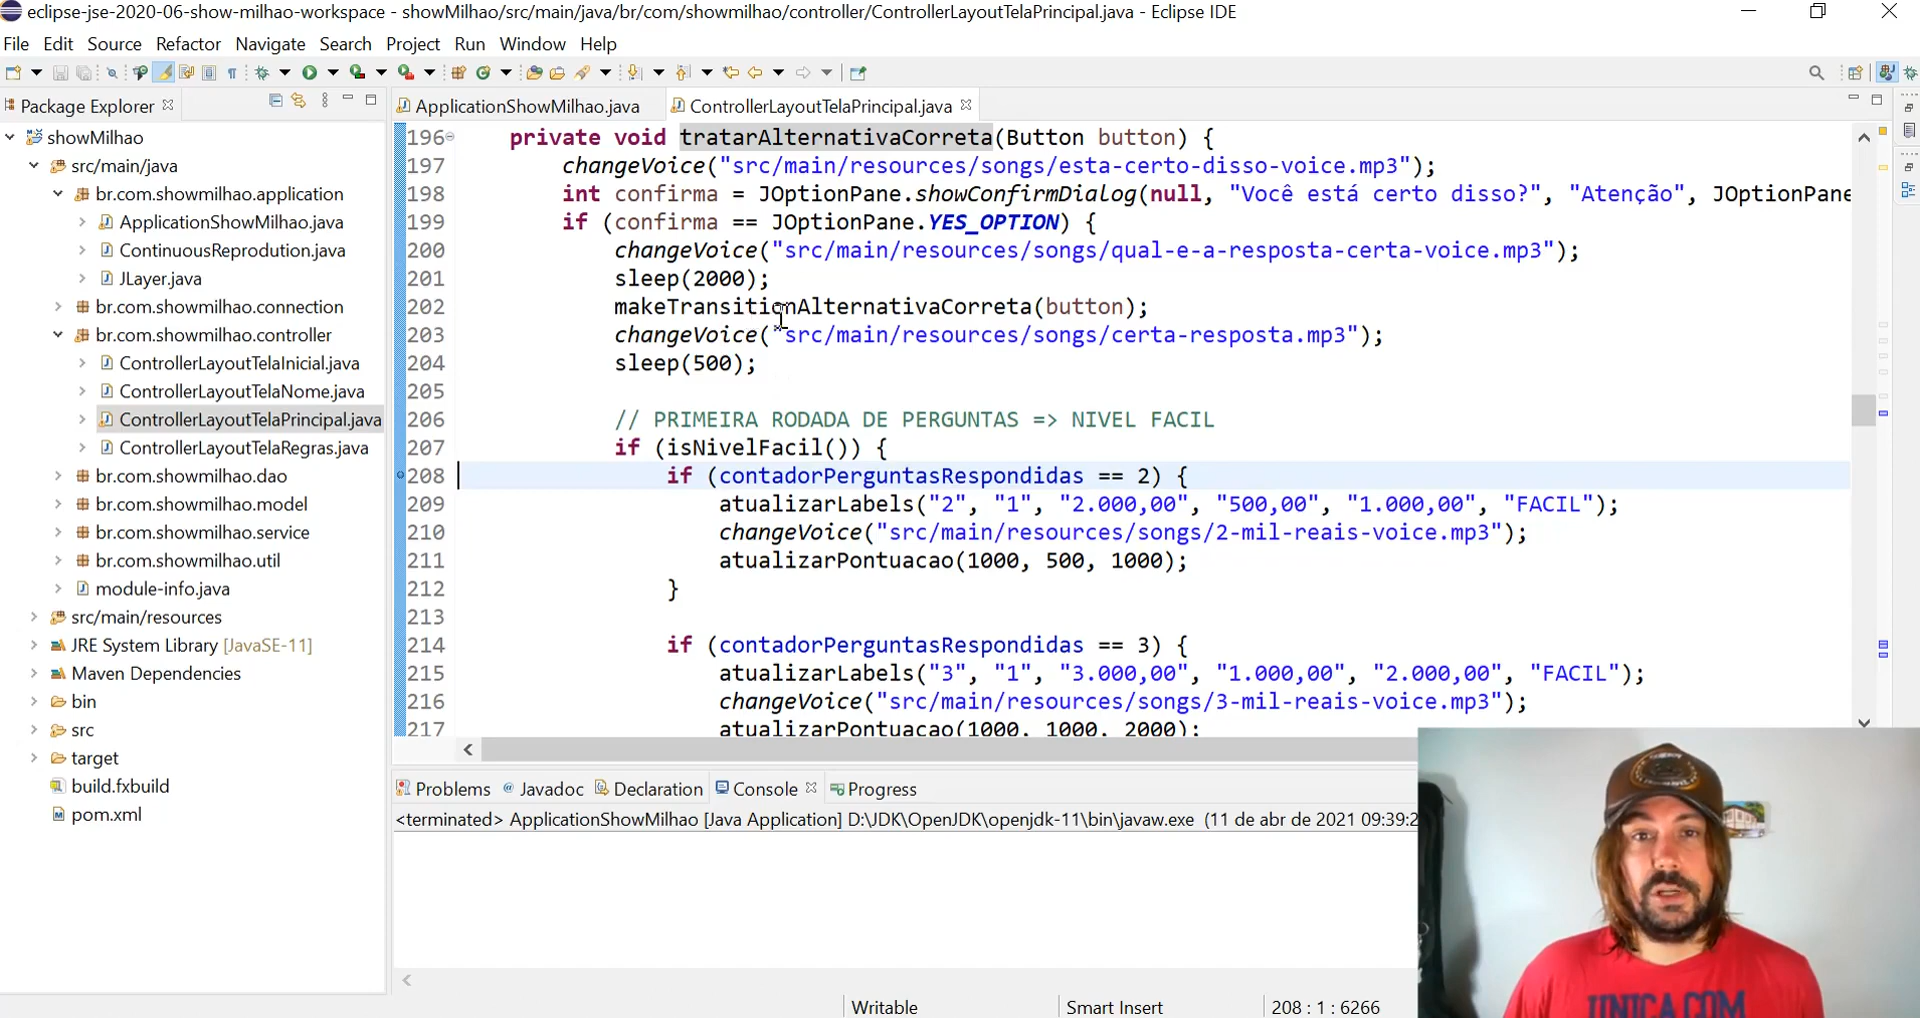 eclipse-jse-2020-06-show-milhao-workspace - showMilhao/src/main/java/br/com/showmilhao/controller/ControllerLayoutTelaPrincipal.java - Eclipse IDE
File Edit Source Refactor Navigate Search Project Run Window Help
Package Explorer
showMilhao
src/main/java
br.com.showmilhao.application
ApplicationShowMilhao.java
ContinuousReprodution.java
JLayer.java
br.com.showmilhao.connection
br.com.showmilhao.controller
ControllerLayoutTelaInicial.java
ControllerLayoutTelaNome.java
ControllerLayoutTelaPrincipal.java
ControllerLayoutTelaRegras.java
br.com.showmilhao.dao
br.com.showmilhao.model
br.com.showmilhao.service
br.com.showmilhao.util
module-info.java
src/main/resources
JRE System Library [JavaSE-11]
Maven Dependencies
bin
src
target
build.fxbuild
pom.xml
ApplicationShowMilhao.java ControllerLayoutTelaPrincipal.java
196 private void tratarAlternativaCorreta(Button button) {
197 changeVoice("src/main/resources/songs/esta-certo-disso-voice.mp3");
198 int confirma = JOptionPane.showConfirmDialog(null, "Você está certo disso?", "Atenção", JOptionPane
199 if (confirma == JOptionPane.YES_OPTION) {
200 changeVoice("src/main/resources/songs/qual-e-a-resposta-certa-voice.mp3");
201 sleep(2000);
202 makeTransitionAlternativaCorreta(button);
203 changeVoice("src/main/resources/songs/certa-resposta.mp3");
204 sleep(500);
205
206 // PRIMEIRA RODADA DE PERGUNTAS => NIVEL FACIL
207 if (isNivelFacil()) {
208 if (contadorPerguntasRespondidas == 2) {
209 atualizarLabels("2", "1", "2.000,00", "500,00", "1.000,00", "FACIL");
210 changeVoice("src/main/resources/songs/2-mil-reais-voice.mp3");
211 atualizarPontuacao(1000, 500, 1000);
212 }
213
214 if (contadorPerguntasRespondidas == 3) {
215 atualizarLabels("3", "1", "3.000,00", "1.000,00", "2.000,00", "FACIL");
216 changeVoice("src/main/resources/songs/3-mil-reais-voice.mp3");
217 atualizarPontuacao(1000, 1000, 2000);
Problems Javadoc Declaration Console Progress
<terminated> ApplicationShowMilhao [Java Application] D:\JDK\OpenJDK\openjdk-11\bin\javaw.exe (11 de abr de 2021 09:39:2
Writable Smart Insert 208 : 1 : 6266
UNICA.COM